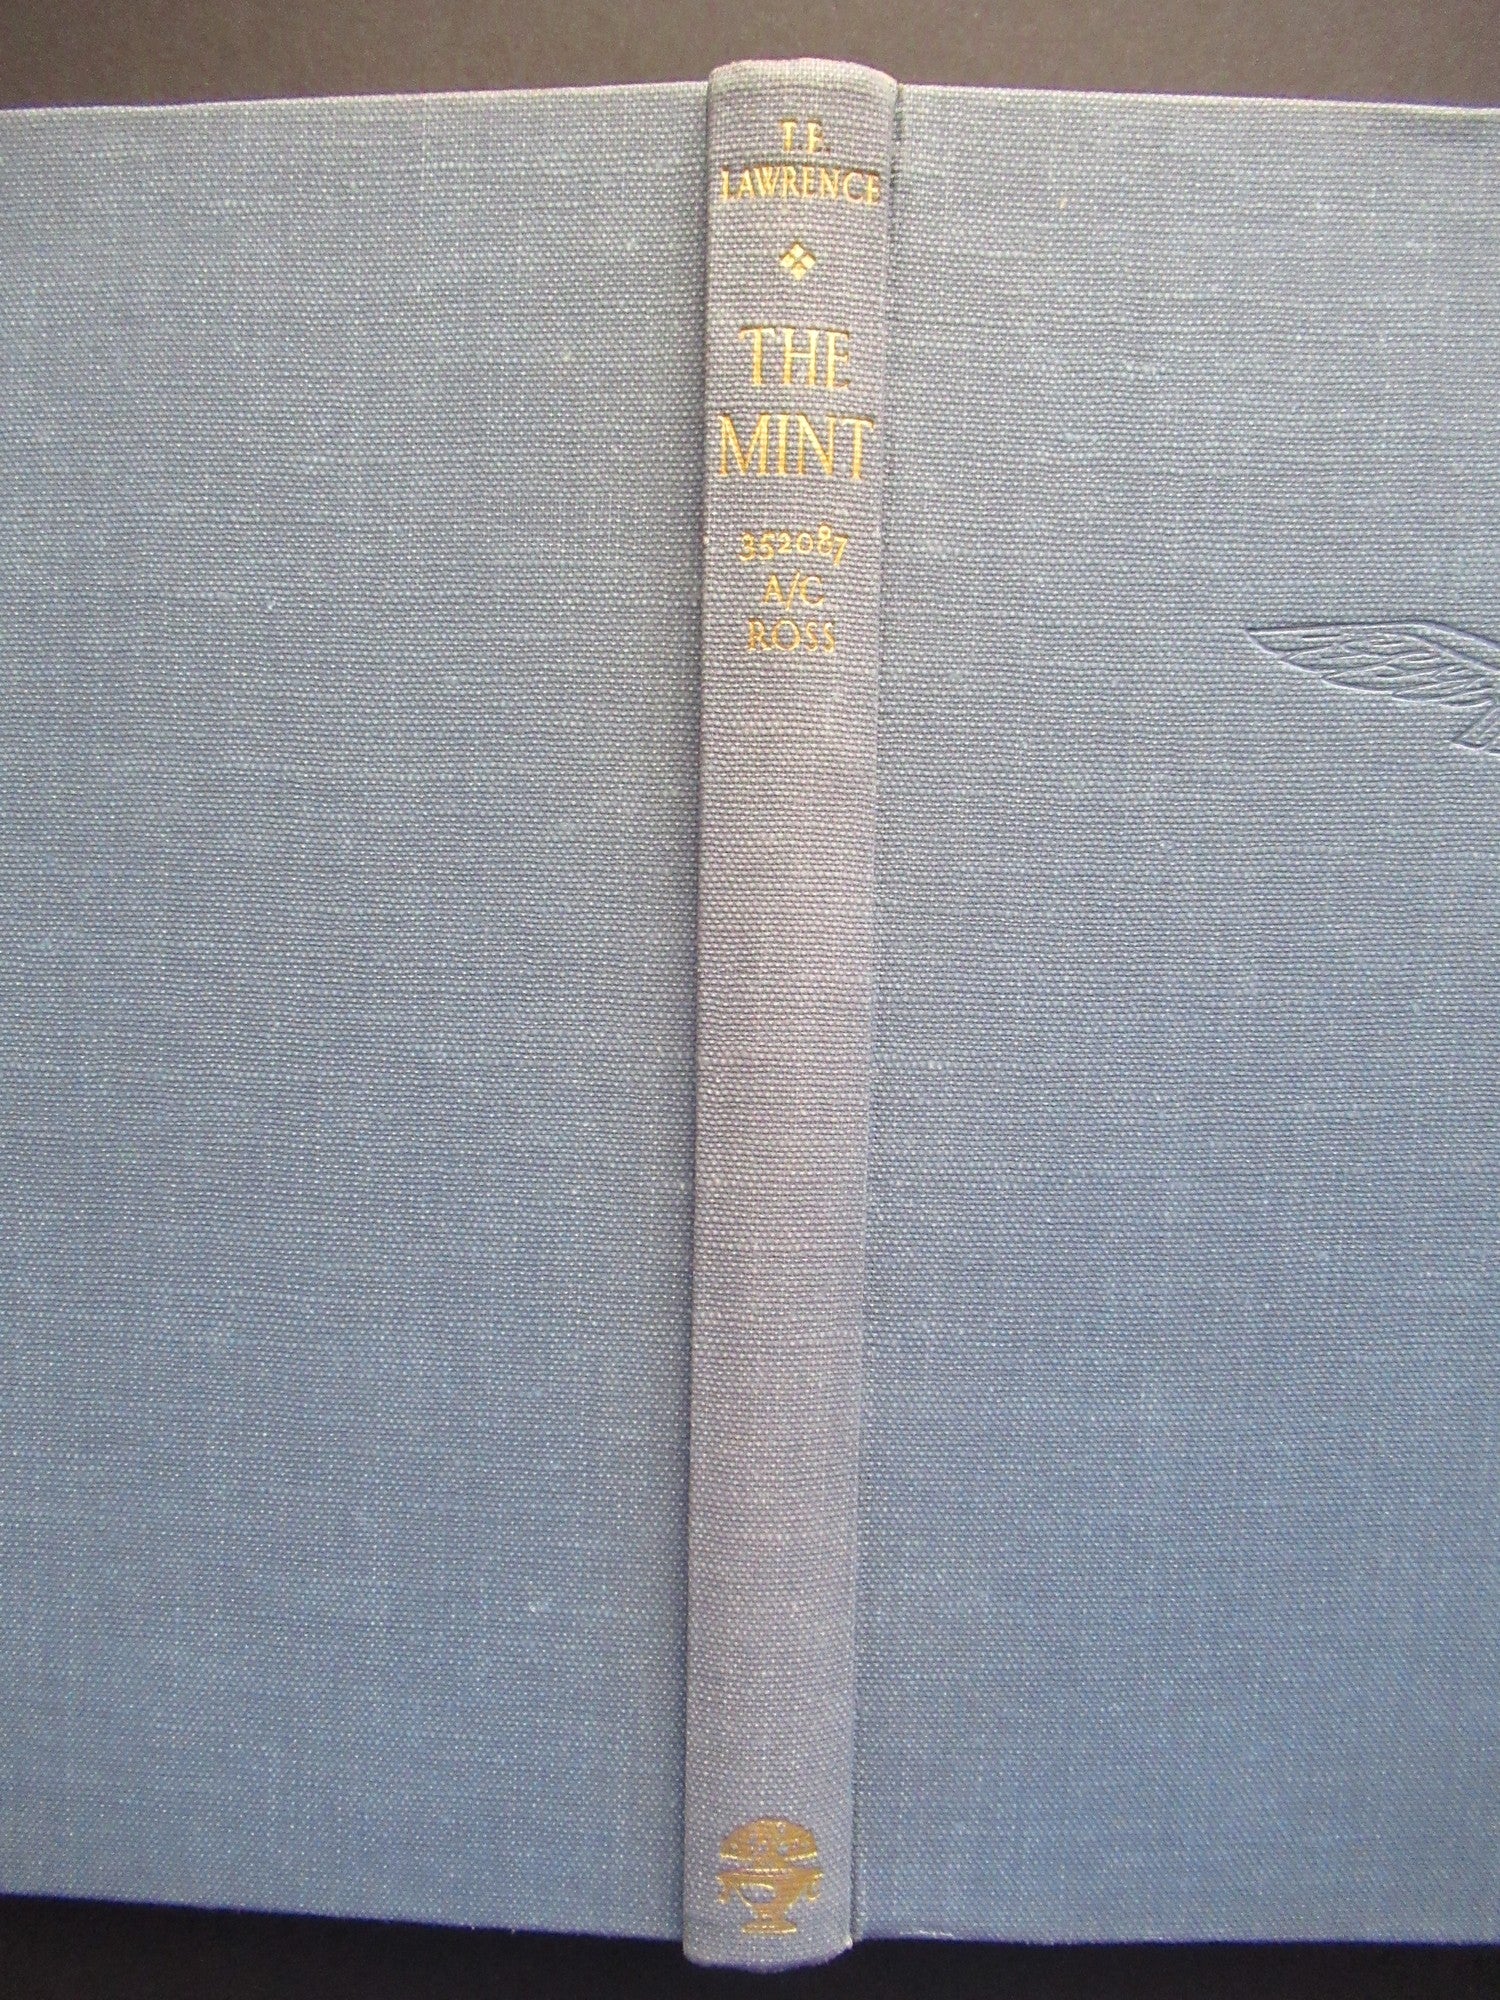 T. E.
LAWRENCE
THE
MINT
352087
A/C
ROSS